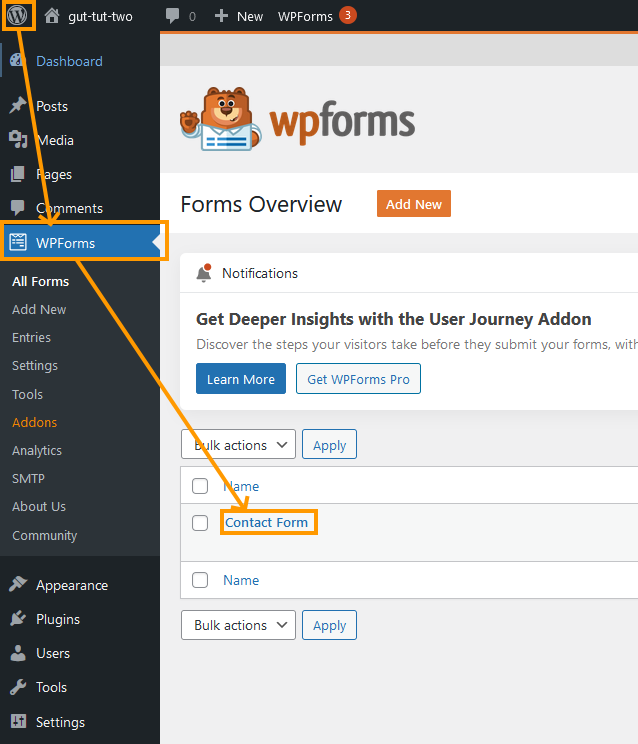 gut-tut-two 0 New WPForms 3
Dashboard
Posts
Media
Pages
Comments
WPForms
All Forms
Add New
Entries
Settings
Tools
Addons
Analytics
SMTP
About Us
Community
Appearance
Plugins
Users
Tools
Settings
wpforms
Forms Overview Add New
Notifications
Get Deeper Insights with the User Journey Addon
Discover the steps your visitors take before they submit your forms, with
Learn More Get WPForms Pro
Bulk actions Apply
Name
Contact Form
Name
Bulk actions Apply